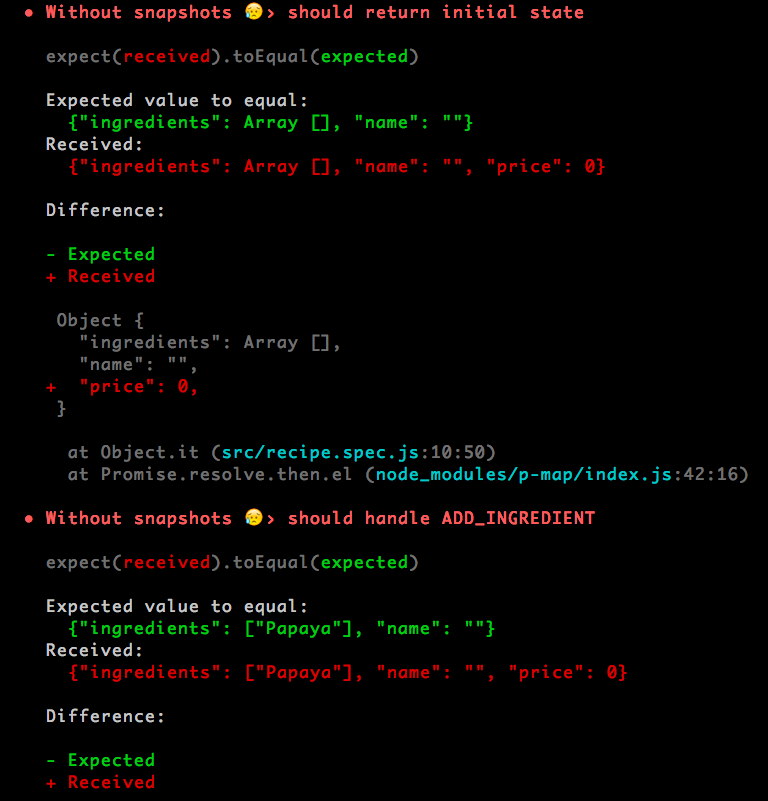 ● Without snapshots 😥› should return initial state
expect(received).toEqual(expected)
Expected value to equal:
{"ingredients": Array [], "name": ""}
Received:
{"ingredients": Array [], "name": "", "price": 0}
Difference:
- Expected
+ Received
Object {
"ingredients": Array [],
"name": "",
+ "price": 0,
}
at Object.it (src/recipe.spec.js:10:50)
at Promise.resolve.then.el (node_modules/p-map/index.js:42:16)
● Without snapshots 😥› should handle ADD_INGREDIENT
expect(received).toEqual(expected)
Expected value to equal:
{"ingredients": ["Papaya"], "name": ""}
Received:
{"ingredients": ["Papaya"], "name": "", "price": 0}
Difference:
- Expected
+ Received